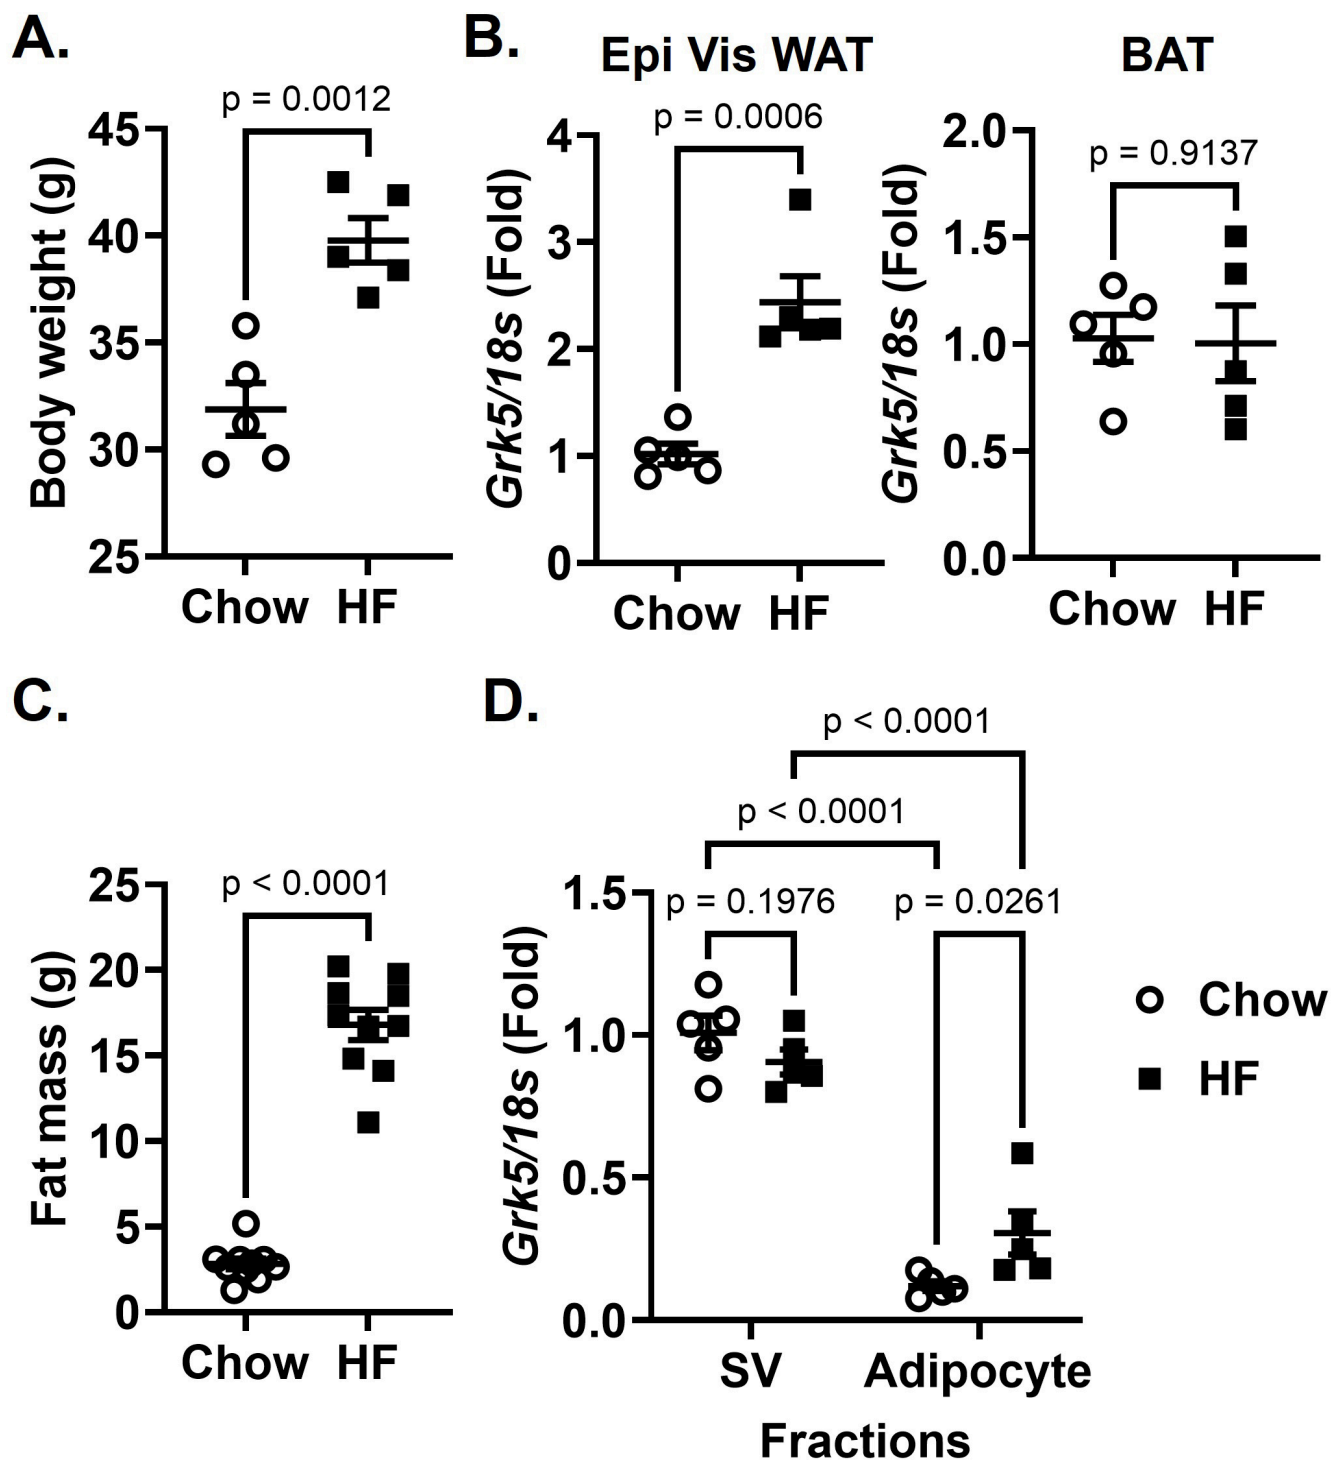 A.
p = 0.0012
45
40
35
30
25
Body weight (g)
Chow HF
B.
Epi Vis WAT
p = 0.0006
4
3
2
1
0
Grk5/18s (Fold)
Chow HF
BAT
p = 0.9137
2.0
1.5
1.0
0.5
0.0
Grk5/18s (Fold)
Chow HF
C.
p < 0.0001
25
20
15
10
5
0
Fat mass (g)
Chow HF
D.
p < 0.0001
p < 0.0001
p = 0.1976
p = 0.0261
1.5
1.0
0.5
0.0
Grk5/18s (Fold)
SV Adipocyte
Fractions
Chow
HF